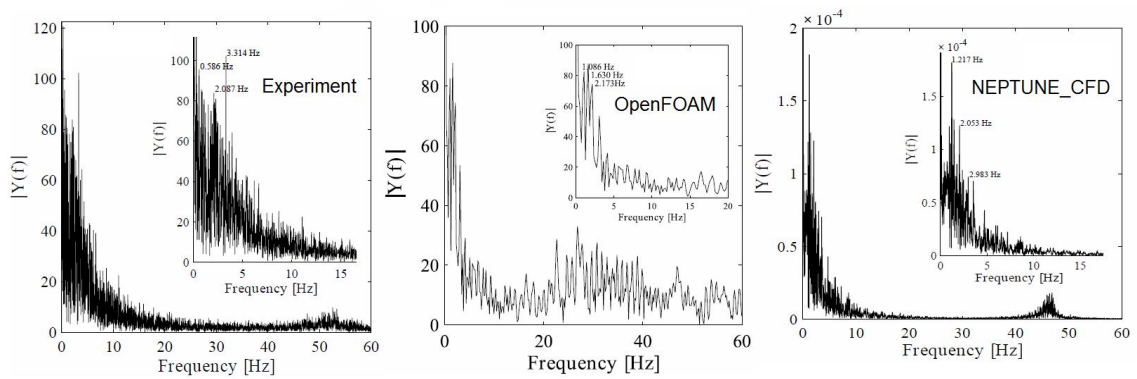 120
100
80
60
40
20
0
|Y(f)|
0 10 20 30 40 50 60
Frequency [Hz]
100
80
60
40
20
0
|Y(f)|
0 5 10 15
Frequency [Hz]
3.314 Hz
0.586 Hz
2.087 Hz
Experiment
100
80
60
40
20
0
|Y(f)|
0 20 40 60
Frequency [Hz]
100
80
60
40
20
0
|Y(f)|
0 5 10 15 20
Frequency [Hz]
1.086 Hz
1.630 Hz
2.173Hz
OpenFOAM
× 10⁻⁴
2
1.5
1
0.5
0
|Y(f)|
0 10 20 30 40 50 60
Frequency [Hz]
× 10⁻⁴
1.5
1
0.5
0
|Y(f)|
0 5 10 15
Frequency [Hz]
1.217 Hz
2.053 Hz
2.983 Hz
NEPTUNE_CFD